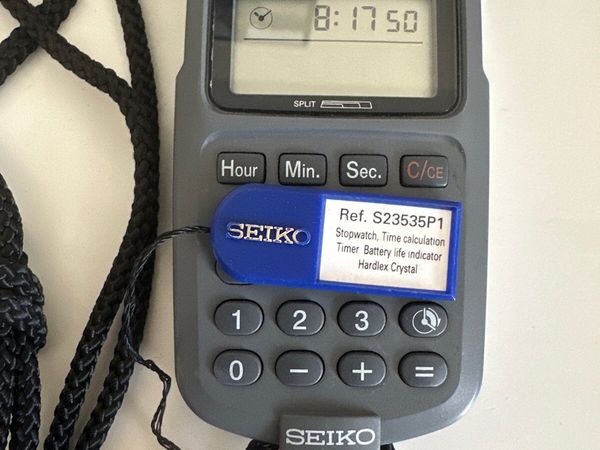 8:17 50
SPLIT
Hour Min. Sec. C/CE
SEIKO
Ref. S23535P1
Stopwatch, Time calculation
Timer Battery life indicator
Hardlex Crystal
1 2 3
0 − + =
SEIKO